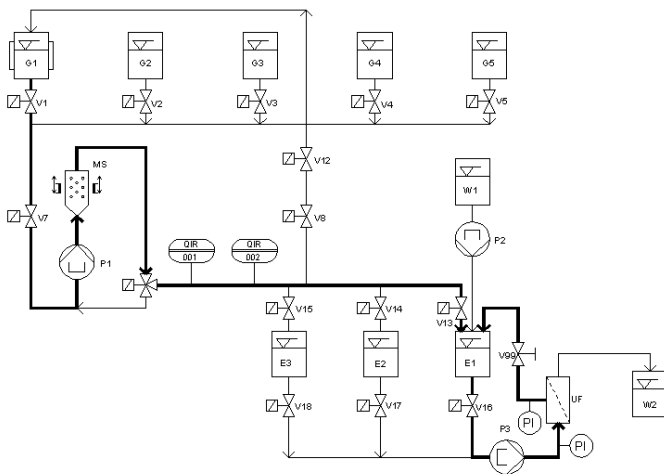 G1
G2
G3
G4
G5
V1
V2
V3
V4
V5
MS
V12
W1
V7
V8
P2
P1
QIR
001
QIR
002
V15
V14
V13
E3
E2
E1
V99
UF
W2
V18
V17
V16
P3
PI
PI